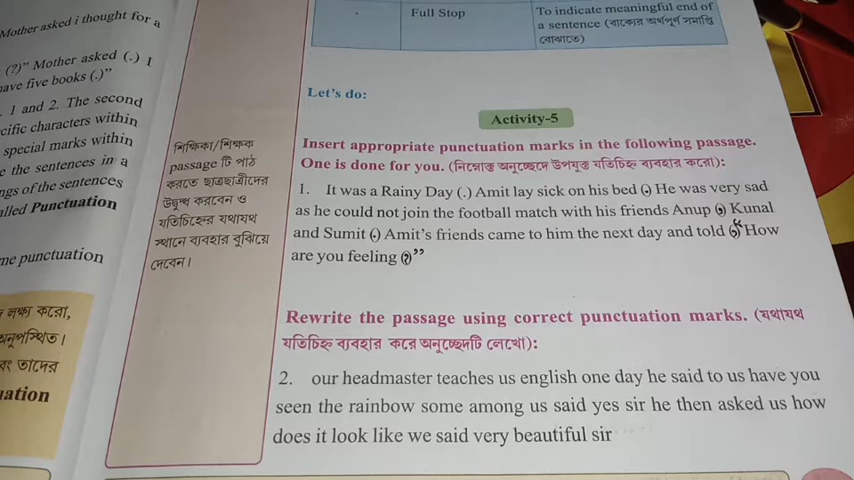 Mother asked i thought for a
(?)” Mother asked (.) I
have five books (.)”
. 1 and 2. The second
cific characters within
special marks within
e the sentences in a
ngs of the sentences
alled Punctuation
me punctuation
লক্ষ্য করো,
অনুপস্থিত।
বং তাদের
uation
শিক্ষিকা/শিক্ষক
passage টি পাঠ
করতে ছাত্রছাত্রীদের
উদ্বুদ্ধ করবেন ও
যতিচিহ্নের যথাযথ
স্থানে ব্যবহার বুঝিয়ে
দেবেন।
Full Stop
To indicate meaningful end of
a sentence (বাক্যের অর্থপূর্ণ সমাপ্তি
বোঝাতে)
Let’s do:
Activity-5
Insert appropriate punctuation marks in the following passage.
One is done for you. (নিম্নোক্ত অনুচ্ছেদে উপযুক্ত যতিচিহ্ন ব্যবহার করো):
1. It was a Rainy Day (.) Amit lay sick on his bed (.) He was very sad
as he could not join the football match with his friends Anup (,) Kunal
and Sumit (.) Amit’s friends came to him the next day and told (,) “How
are you feeling (?)”
Rewrite the passage using correct punctuation marks. (যথাযথ
যতিচিহ্ন ব্যবহার করে অনুচ্ছেদটি লেখো):
2. our headmaster teaches us english one day he said to us have you
seen the rainbow some among us said yes sir he then asked us how
does it look like we said very beautiful sir